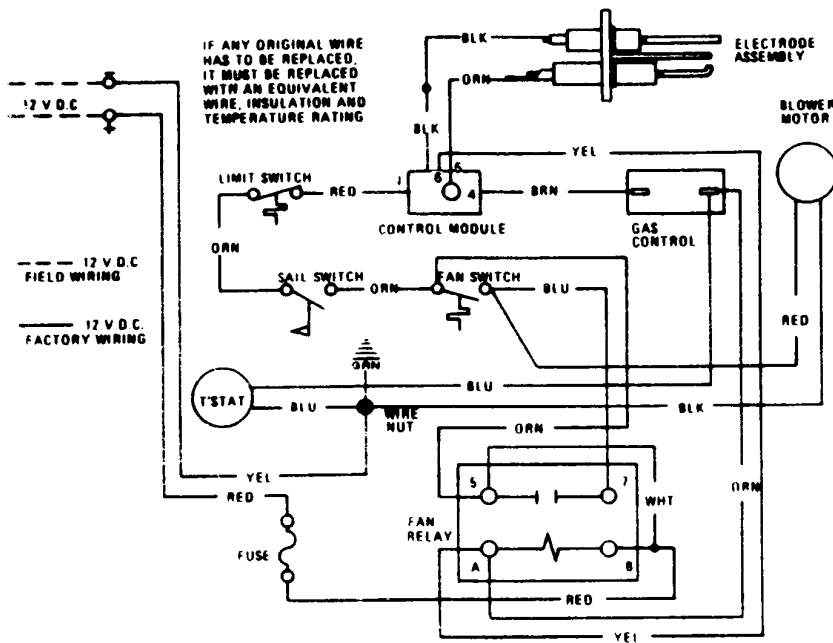 IF ANY ORIGINAL WIRE
HAS TO BE REPLACED,
IT MUST BE REPLACED
WITH AN EQUIVALENT
WIRE, INSULATION AND
TEMPERATURE RATING
BLK
ELECTRODE
ASSEMBLY
12 V D.C
ORN
BLOWER
MOTOR
BLK
YEL
LIMIT SWITCH
RED
1
6
5
4
BRN
CONTROL MODULE
GAS
CONTROL
ORN
12 V D.C
FIELD WIRING
SAIL SWITCH
ORN
FAN SWITCH
BLU
RED
12 V D.C.
FACTORY WIRING
GRN
T'STAT
BLU
BLU
WIRE
NUT
BLK
ORN
YEL
RED
5
7
WHT
ORN
FAN
RELAY
FUSE
A
B
RED
YEL